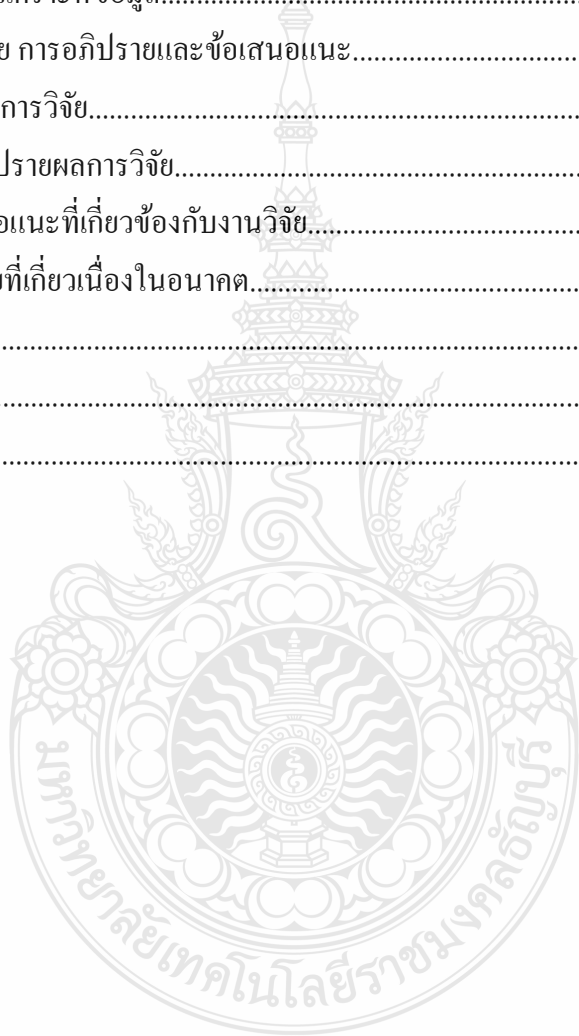 ข้อมูล......................................................................
ย การอภิปรายและข้อเสนอแนะ.....................................
การวิจัย...................................................................................
ปรายผลการวิจัย.....................................................................
อแนะที่เกี่ยวข้องกับงานวิจัย...........................................
ยที่เกี่ยวเนื่องในอนาคต.......................................................
....................................................................................................
....................................................................................................
....................................................................................................
มหาวิทยาลัยเทคโนโลยีราชมงคลธัญบุรี